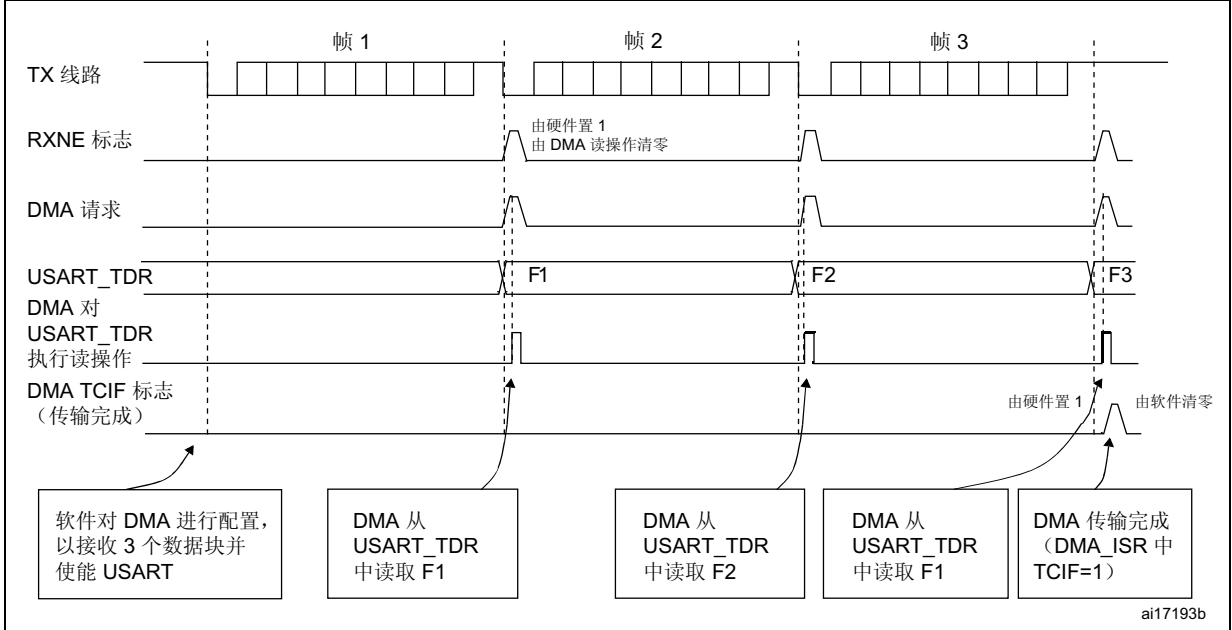 帧 1
帧 2
帧 3
TX 线路
RXNE 标志
由硬件置 1
由 DMA 读操作清零
DMA 请求
USART_TDR
F1
F2
F3
DMA 对
USART_TDR
执行读操作
DMA TCIF 标志
（传输完成）
由硬件置 1
由软件清零
软件对 DMA 进行配置，
以接收 3 个数据块并
使能 USART
DMA 从
USART_TDR
中读取 F1
DMA 从
USART_TDR
中读取 F2
DMA 从
USART_TDR
中读取 F1
DMA 传输完成
（DMA_ISR 中
TCIF=1）
ai17193b